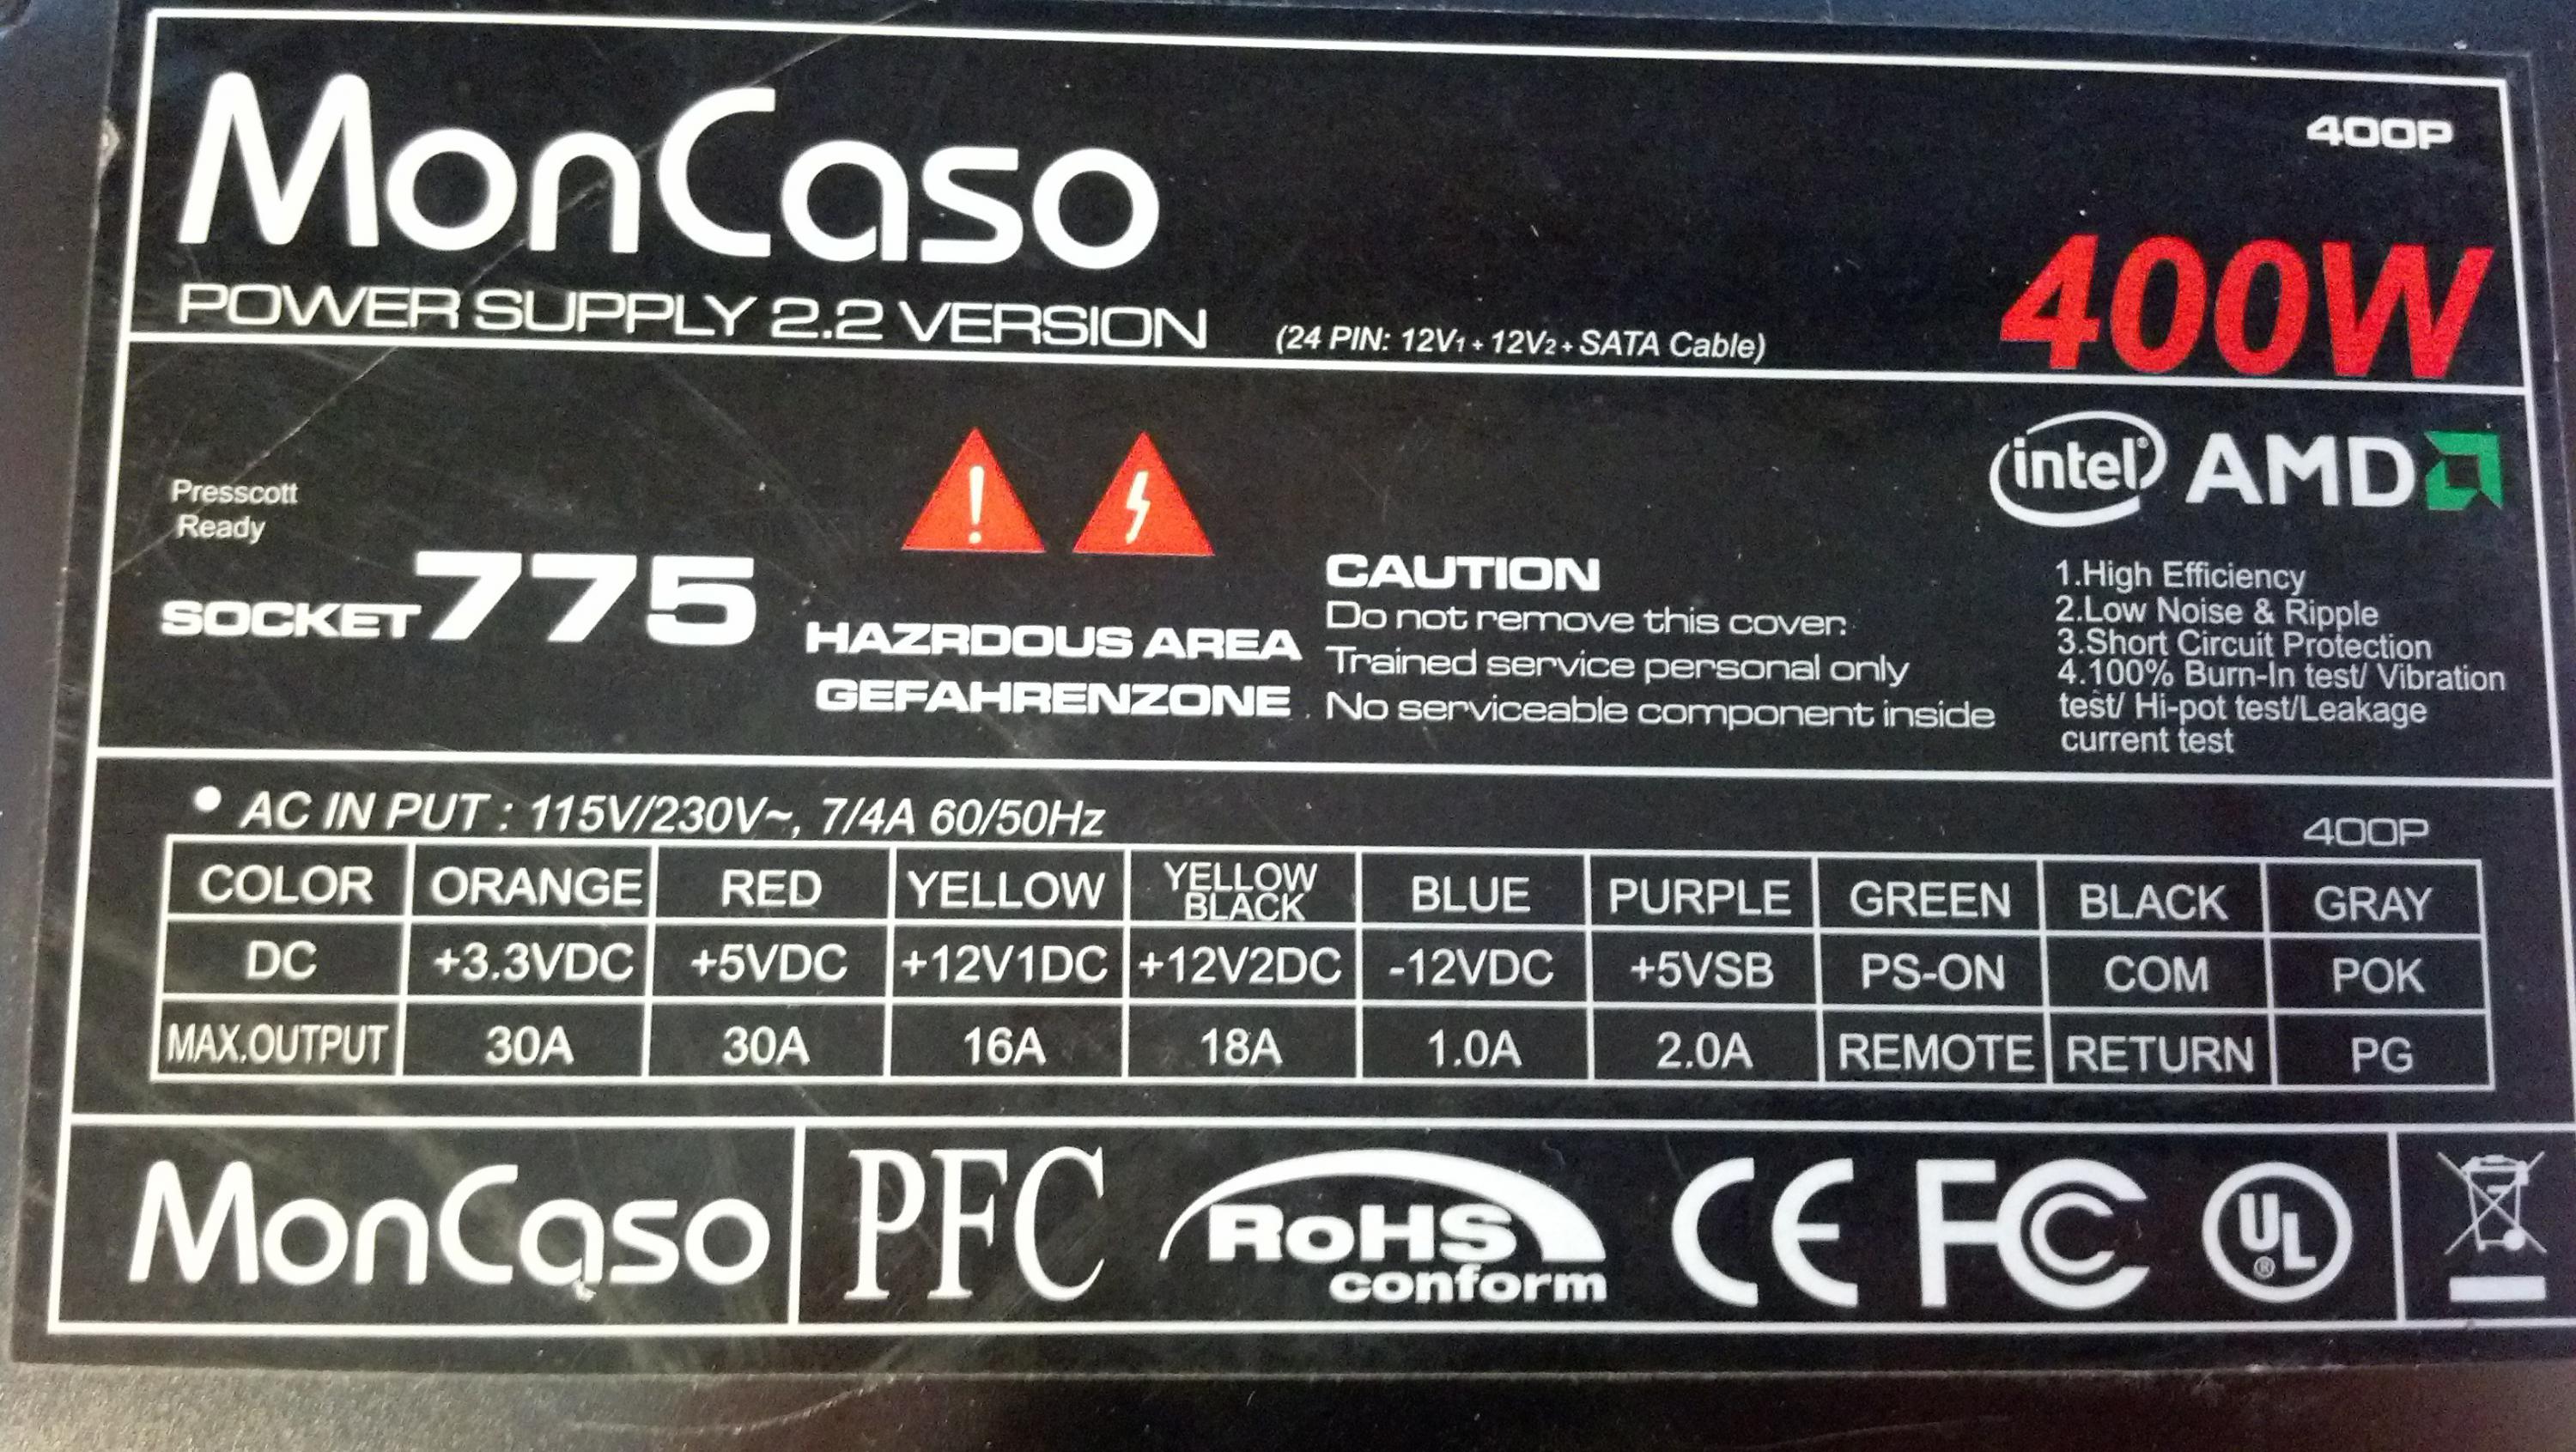 MonCaso
400P
POWER SUPPLY 2.2 VERSION
(24 PIN: 12V1 + 12V2 + SATA Cable)
400W
Presscott
Ready
SOCKET 775
HAZRDOUS AREA
GEFAHRENZONE
CAUTION
Do not remove this cover.
Trained service personal only
No serviceable component inside
intel® AMD
1.High Efficiency
2.Low Noise & Ripple
3.Short Circuit Protection
4.100% Burn-In test/ Vibration
test/ Hi-pot test/Leakage
current test
AC IN PUT : 115V/230V~, 7/4A 60/50Hz
400P
COLOR ORANGE RED YELLOW YELLOW BLACK BLUE PURPLE GREEN BLACK GRAY
DC +3.3VDC +5VDC +12V1DC +12V2DC -12VDC +5VSB PS-ON COM POK
MAX.OUTPUT 30A 30A 16A 18A 1.0A 2.0A REMOTE RETURN PG
MonCaso PFC RoHS CE FC UL®
conform